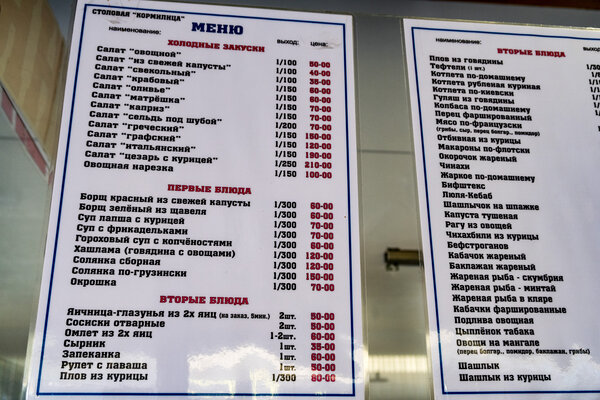 СТОЛОВАЯ "КОРМИЛИЦА"
МЕНЮ
наименование: выход: цена:
ХОЛОДНЫЕ ЗАКУСКИ
Салат "овощной" 1/100 50-00
Салат "из свежей капусты" 1/100 40-00
Салат "свекольный" 1/100 35-00
Салат "крабовый" 1/150 60-00
Салат "оливье" 1/150 60-00
Салат "матрёшка" 1/150 70-00
Салат "каприз" 1/150 70-00
Салат "сельдь под шубой" 1/200 70-00
Салат "греческий" 1/150 150-00
Салат "графский" 1/150 120-00
Салат "итальянский" 1/150 190-00
Салат "цезарь с курицей" 1/250 210-00
Овощная нарезка 1/150 100-00
ПЕРВЫЕ БЛЮДА
Борщ красный из свежей капусты 1/300 60-00
Борщ зелёный из щавеля 1/300 60-00
Суп лапша с курицей 1/300 70-00
Суп с фрикадельками 1/300 70-00
Гороховый суп с копчёностями 1/300 60-00
Хашлама (говядина с овощами) 1/300 120-00
Солянка сборная 1/300 120-00
Солянка по-грузински 1/300 150-00
Окрошка 1/300 70-00
ВТОРЫЕ БЛЮДА
Яичница-глазунья из 2х яиц (на заказ, 5мин.) 2шт. 50-00
Сосиски отварные 2шт. 50-00
Омлет из 2х яиц 1-2шт. 60-00
Сырник 1шт. 35-00
Запеканка 1шт. 60-00
Рулет с лаваша 1шт. 50-00
Плов из курицы 1/300 80-00
наименование:
ВТОРЫЕ БЛЮДА
Плов из говядины
Тефтели (1 шт.)
Котлета по-домашнему
Котлета рубленая куриная
Котлета по-киевски
Гуляш из говядины
Колбаса по-домашнему
Перец фаршированный
Мясо по-французски
(грибы, сыр, перец болгар., помидор)
Отбивная из курицы
Макароны по-флотски
Окорочок жареный
Чинахи
Жаркое по-домашнему
Бифштекс
Люля-Кебаб
Шашлычок на шпажке
Капуста тушеная
Рагу из овощей
Чихахбили из курицы
Бефстроганов
Кабачок жареный
Баклажан жареный
Жареная рыба - скумбрия
Жареная рыба - минтай
Жареная рыба в кляре
Кабачки фаршированные
Подлива овощная
Цыплёнок табака
Овощи на мангале
(перец болгар., помидор, баклажан, грибы)
Шашлык
Шашлык из курицы